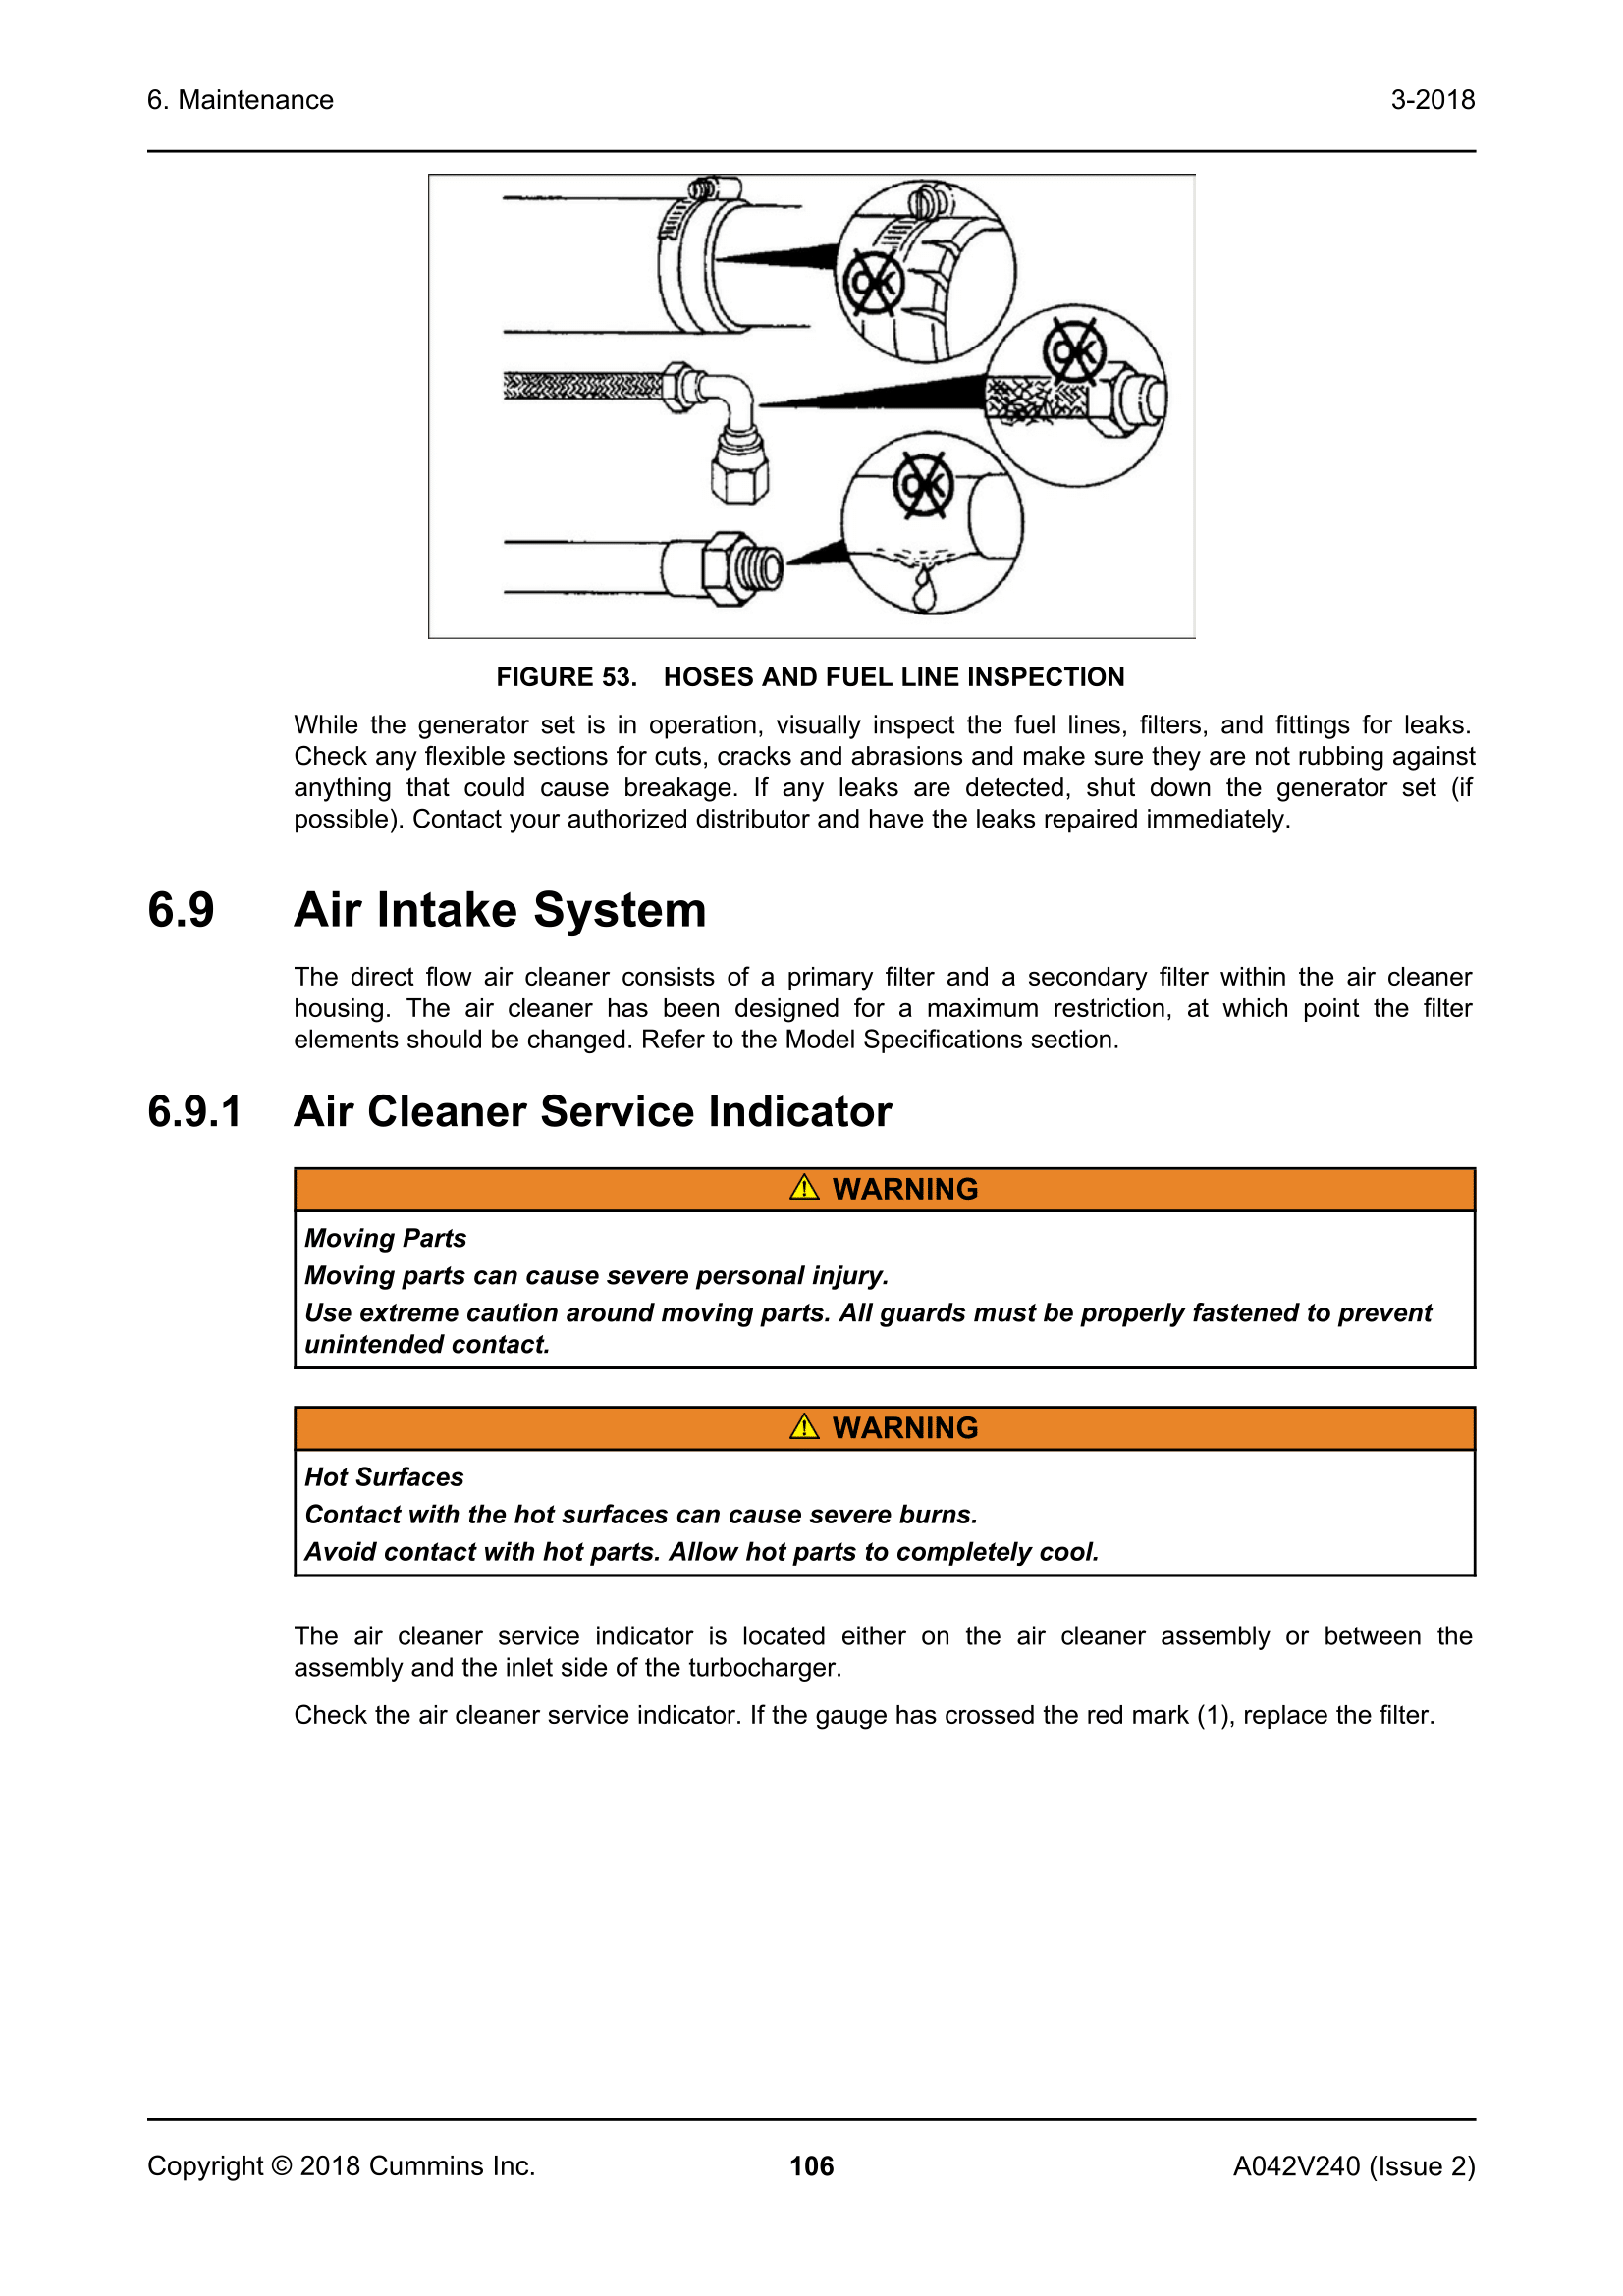 6. Maintenance
3-2018
OK
OK
OK
FIGURE 53. HOSES AND FUEL LINE INSPECTION
While the generator set is in operation, visually inspect the fuel lines, filters, and fittings for leaks.
Check any flexible sections for cuts, cracks and abrasions and make sure they are not rubbing against
anything that could cause breakage. If any leaks are detected, shut down the generator set (if
possible). Contact your authorized distributor and have the leaks repaired immediately.
6.9 Air Intake System
The direct flow air cleaner consists of a primary filter and a secondary filter within the air cleaner
housing. The air cleaner has been designed for a maximum restriction, at which point the filter
elements should be changed. Refer to the Model Specifications section.
6.9.1 Air Cleaner Service Indicator
WARNING
Moving Parts
Moving parts can cause severe personal injury.
Use extreme caution around moving parts. All guards must be properly fastened to prevent
unintended contact.
WARNING
Hot Surfaces
Contact with the hot surfaces can cause severe burns.
Avoid contact with hot parts. Allow hot parts to completely cool.
The air cleaner service indicator is located either on the air cleaner assembly or between the
assembly and the inlet side of the turbocharger.
Check the air cleaner service indicator. If the gauge has crossed the red mark (1), replace the filter.
Copyright © 2018 Cummins Inc.
106
A042V240 (Issue 2)